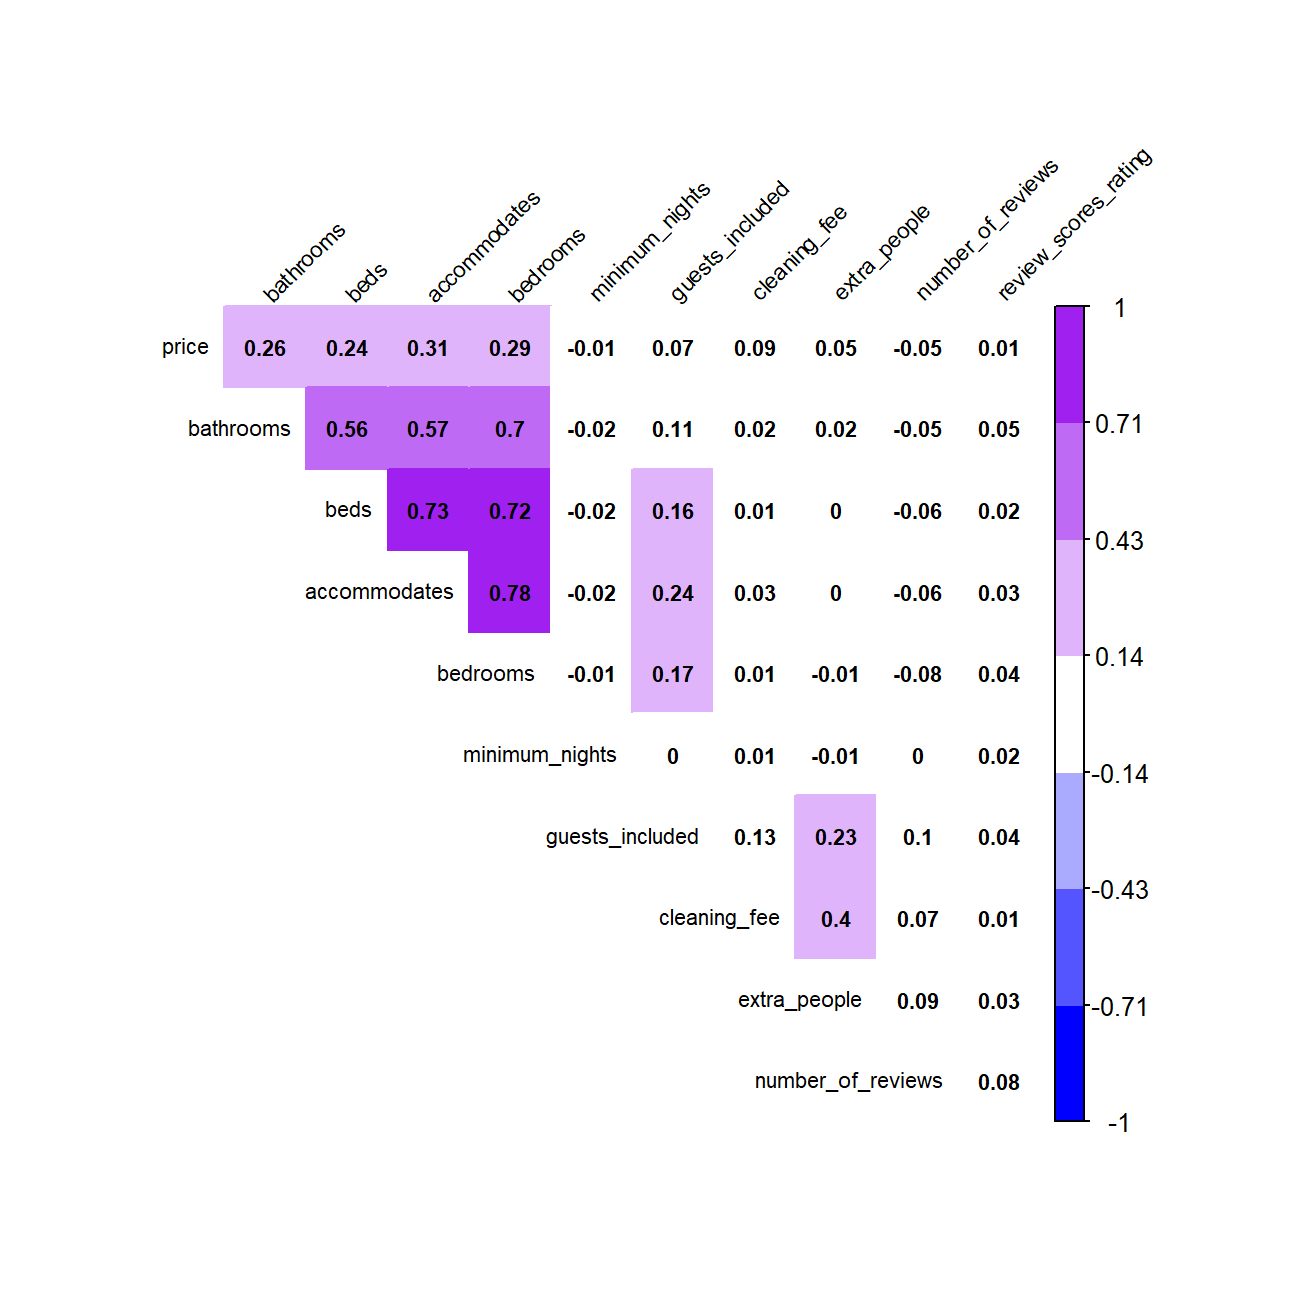 bathrooms beds accommodates bedrooms minimum_nights guests_included cleaning_fee extra_people number_of_reviews review_scores_rating
price 0.26 0.24 0.31 0.29 -0.01 0.07 0.09 0.05 -0.05 0.01
bathrooms 0.56 0.57 0.7 -0.02 0.11 0.02 0.02 -0.05 0.05
beds 0.73 0.72 -0.02 0.16 0.01 0 -0.06 0.02
accommodates 0.78 -0.02 0.24 0.03 0 -0.06 0.03
bedrooms -0.01 0.17 0.01 -0.01 -0.08 0.04
minimum_nights 0 0.01 -0.01 0 0.02
guests_included 0.13 0.23 0.1 0.04
cleaning_fee 0.4 0.07 0.01
extra_people 0.09 0.03
number_of_reviews 0.08
1
0.71
0.43
0.14
-0.14
-0.43
-0.71
-1